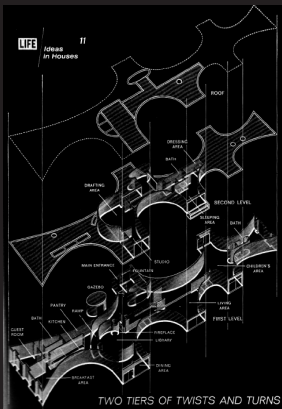 LIFE
Ideas
in Houses
11
ROOF
DRESSING
AREA
BATH
DRAFTING
AREA
SECOND LEVEL
SLEEPING
AREA
BATH
MAIN ENTRANCE
STUDIO
FOUNTAIN
CHILDREN'S
AREA
GAZEBO
PASTRY
RAMP
BATH
KITCHEN
LIVING
AREA
GUEST
ROOM
FIRST LEVEL
FIREPLACE
LIBRARY
DINING
AREA
BREAKFAST
AREA
TWO TIERS OF TWISTS AND TURNS